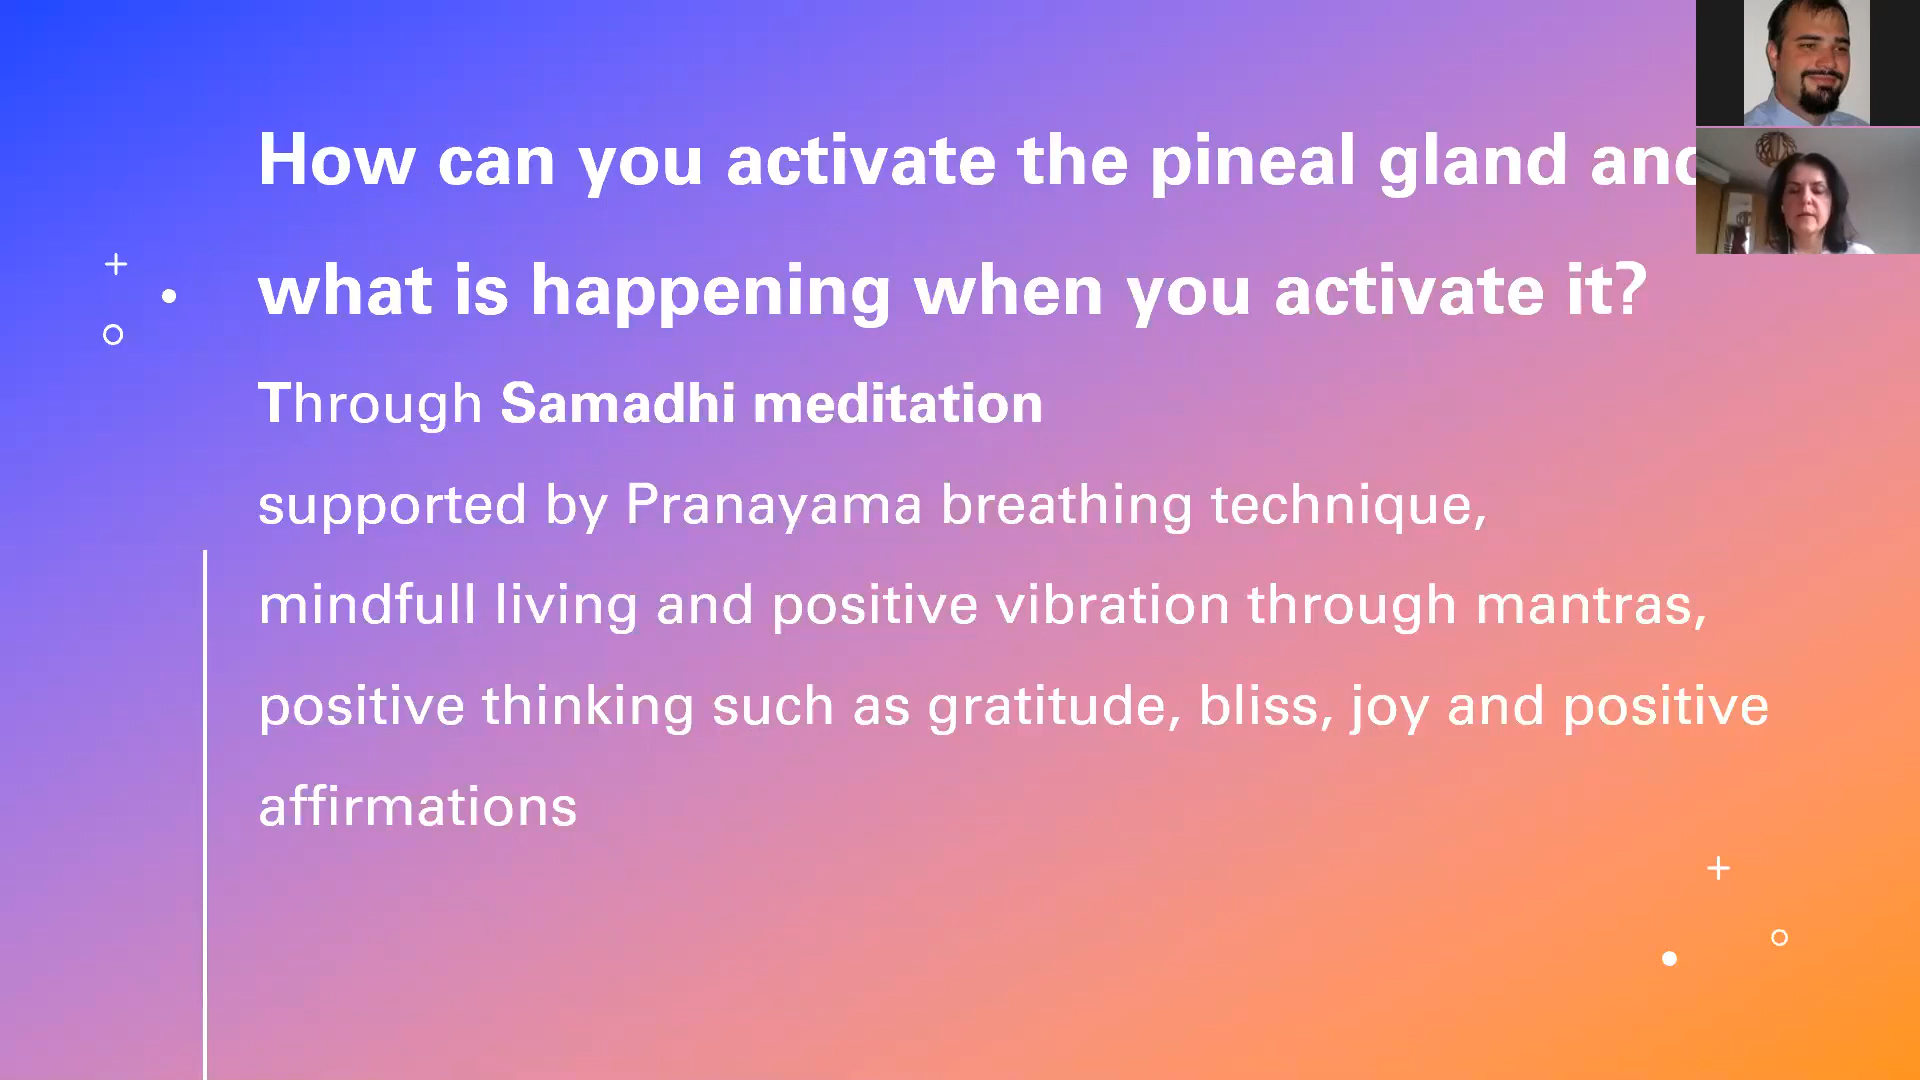 How can you activate the pineal gland and
what is happening when you activate it?
Through Samadhi meditation
supported by Pranayama breathing technique,
mindfull living and positive vibration through mantras,
positive thinking such as gratitude, bliss, joy and positive
affirmations